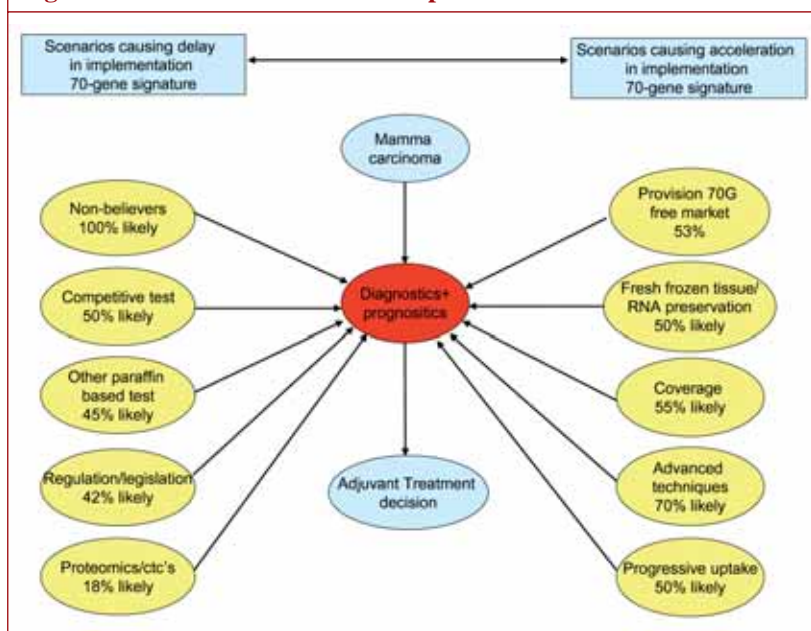 Scenarios causing delay
in implementation
70-gene signature
Scenarios causing acceleration
in implementation
70-gene signature
Mamma
carcinoma
Non-believers
100% likely
Competitive test
50% likely
Other paraffin
based test
45% likely
Regulation/legislation
42% likely
Proteomics/ctc's
18% likely
Diagnostics+
prognositics
Adjuvant Treatment
decision
Provision 70G
free market
53%
Fresh frozen tissue/
RNA preservation
50% likely
Coverage
55% likely
Advanced
techniques
70% likely
Progressive uptake
50% likely